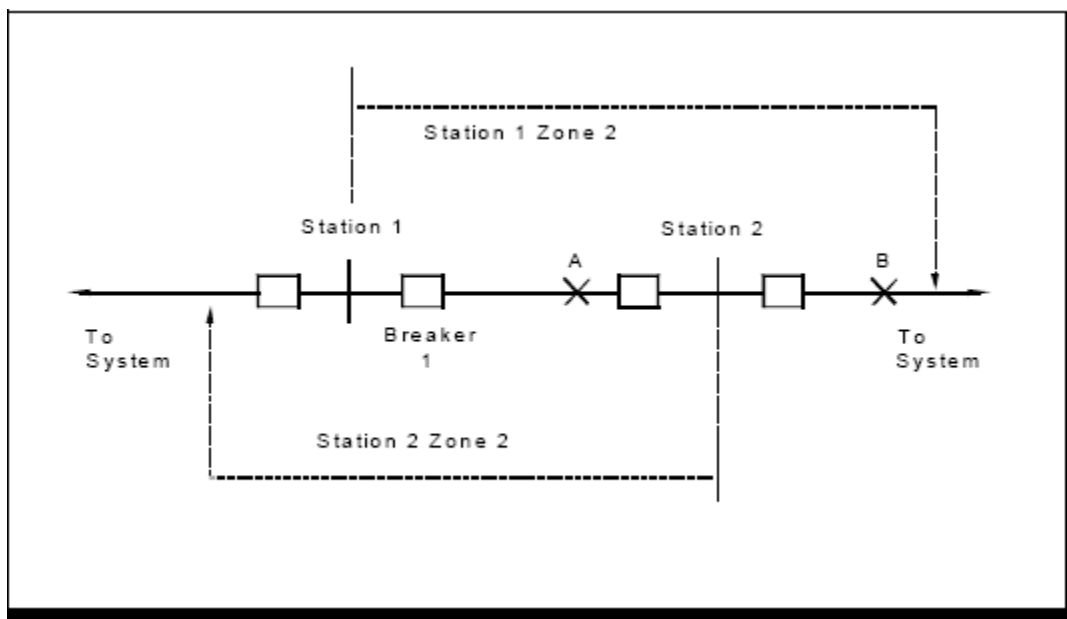 Station 1 Zone 2
Station 1
Station 2
A
B
To
System
Breaker
1
To
System
Station 2 Zone 2